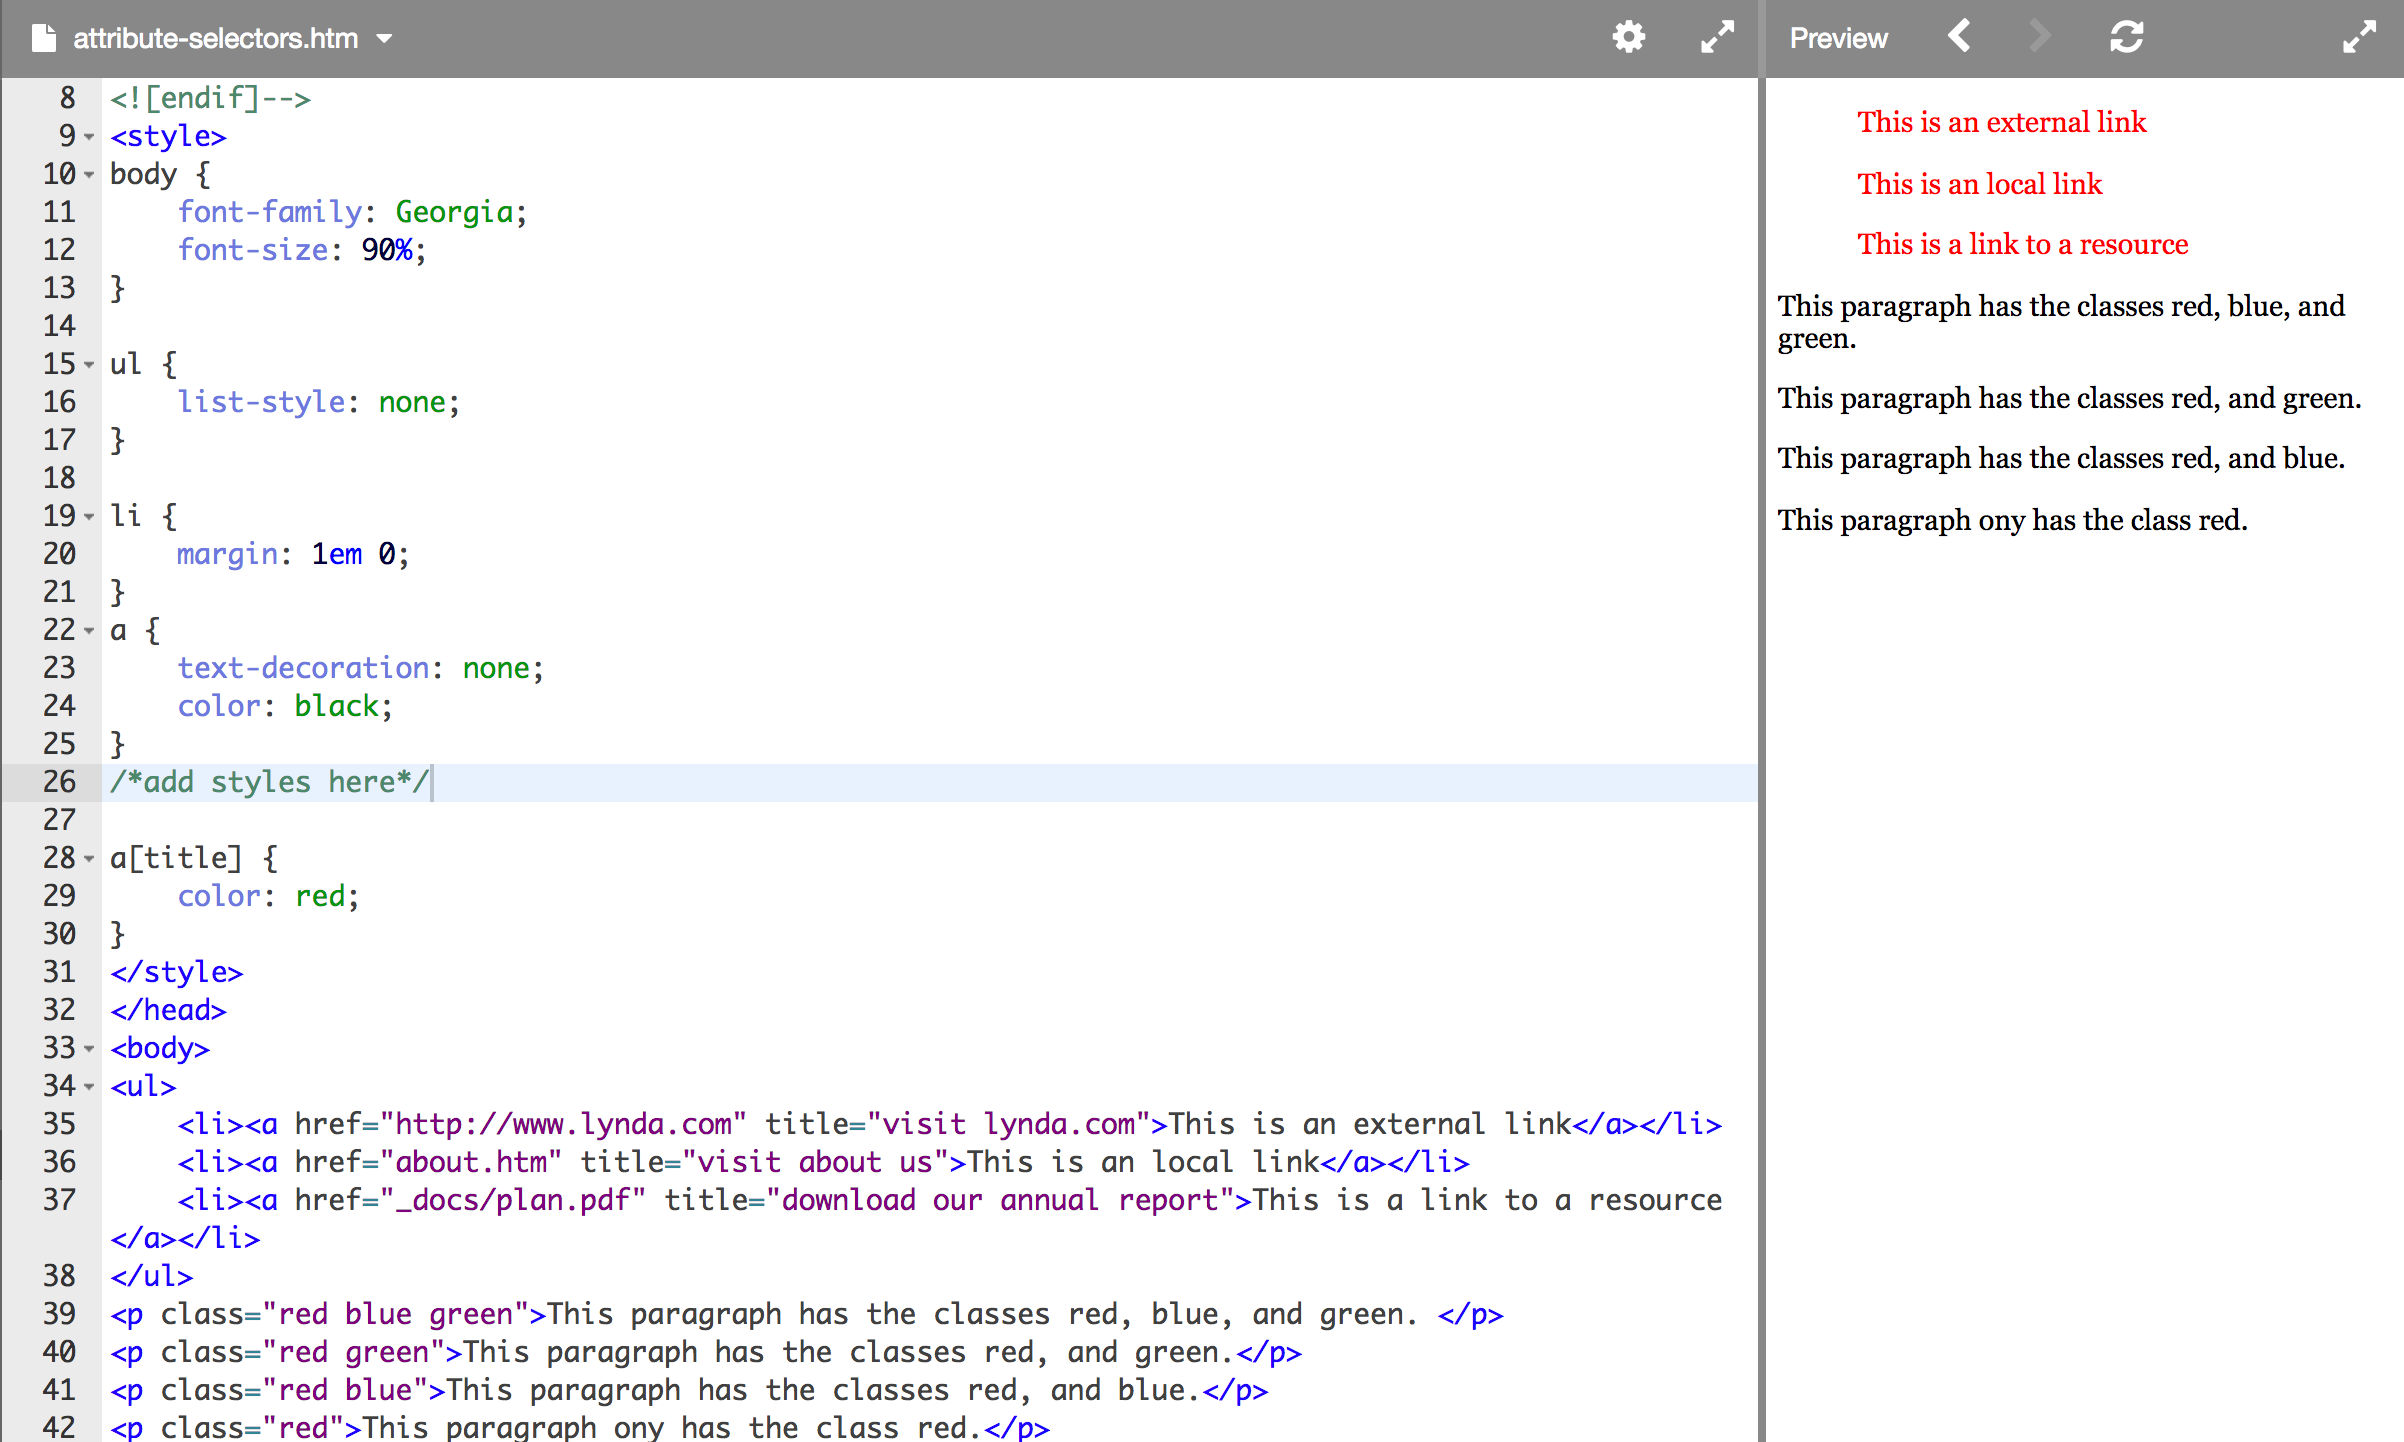 attribute-selectors.htm
8 <![endif]-->
9 <style>
10 body {
11     font-family: Georgia;
12     font-size: 90%;
13 }
14
15 ul {
16     list-style: none;
17 }
18
19 li {
20     margin: 1em 0;
21 }
22 a {
23     text-decoration: none;
24     color: black;
25 }
26 /*add styles here*/
27
28 a[title] {
29     color: red;
30 }
31 </style>
32 </head>
33 <body>
34 <ul>
35     <li><a href="http://www.lynda.com" title="visit lynda.com">This is an external link</a></li>
36     <li><a href="about.htm" title="visit about us">This is an local link</a></li>
37     <li><a href="_docs/plan.pdf" title="download our annual report">This is a link to a resource
</a></li>
38 </ul>
39 <p class="red blue green">This paragraph has the classes red, blue, and green. </p>
40 <p class="red green">This paragraph has the classes red, and green.</p>
41 <p class="red blue">This paragraph has the classes red, and blue.</p>
42 <p class="red">This paragraph ony has the class red.</p>
Preview
This is an external link
This is an local link
This is a link to a resource
This paragraph has the classes red, blue, and
green.
This paragraph has the classes red, and green.
This paragraph has the classes red, and blue.
This paragraph ony has the class red.